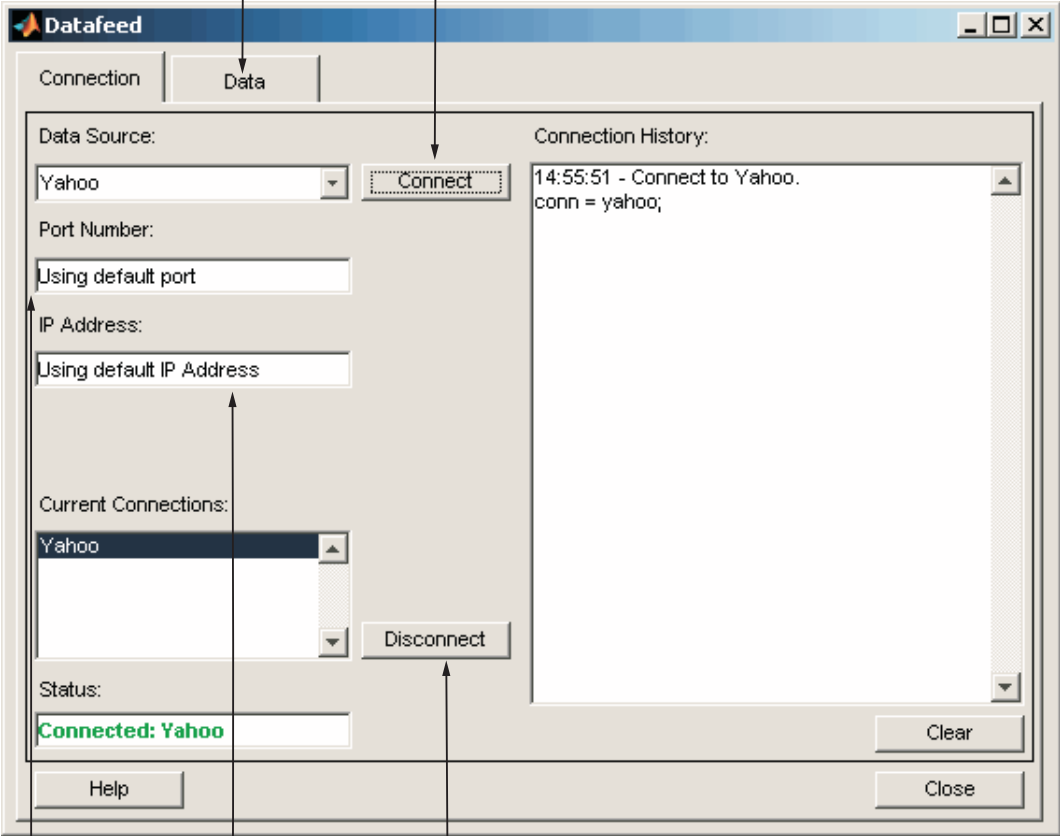 Datafeed
Connection
Data
Data Source:
Yahoo
Connect
Port Number:
Using default port
IP Address:
Using default IP Address
Current Connections:
Yahoo
Disconnect
Status:
Connected: Yahoo
Connection History:
14:55:51 - Connect to Yahoo.
conn = yahoo;
Clear
Help
Close